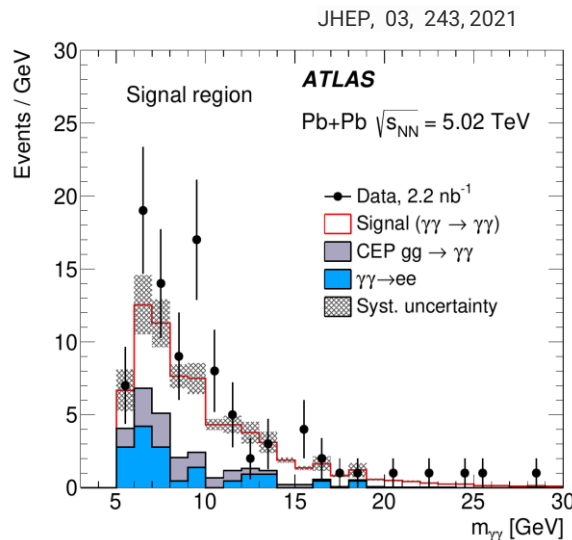 JHEP, 03, 243, 2021
ATLAS
Signal region
Pb+Pb √s_NN = 5.02 TeV
Data, 2.2 nb⁻¹
Signal (γγ → γγ)
CEP gg → γγ
γγ→ee
Syst. uncertainty
Events / GeV
30
25
20
15
10
5
0
5 10 15 20 25 30
m_γγ [GeV]